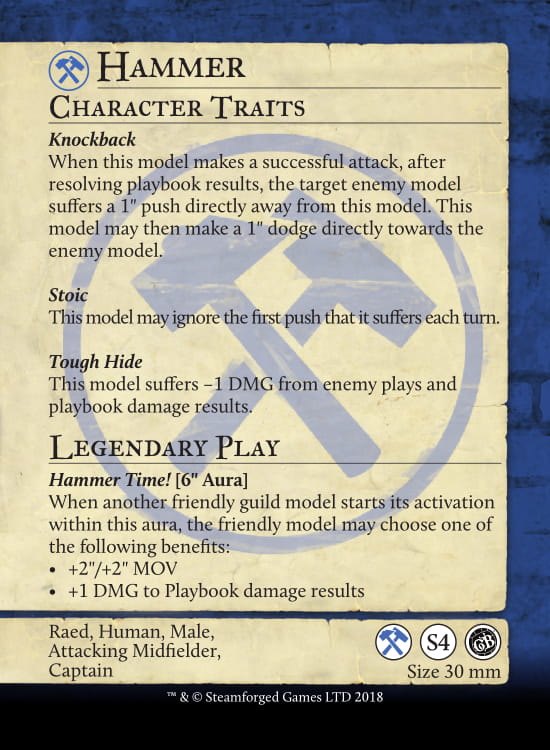 Hammer
Character Traits
Knockback
When this model makes a successful attack, after
resolving playbook results, the target enemy model
suffers a 1" push directly away from this model. This
model may then make a 1" dodge directly towards the
enemy model.
Stoic
This model may ignore the first push that it suffers each turn.
Tough Hide
This model suffers –1 DMG from enemy plays and
playbook damage results.
Legendary Play
Hammer Time! [6" Aura]
When another friendly guild model starts its activation
within this aura, the friendly model may choose one of
the following benefits:
• +2"/+2" MOV
• +1 DMG to Playbook damage results
Raed, Human, Male,
Attacking Midfielder,
Captain
S4
GB
Size 30 mm
™ & © Steamforged Games LTD 2018